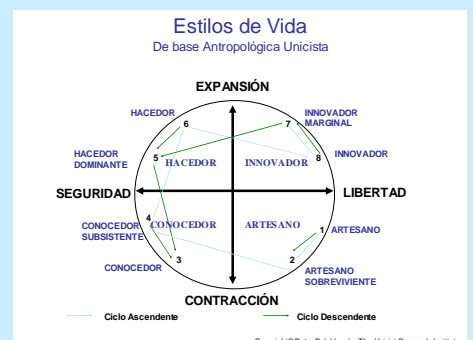 Estilos de Vida
De base Antropológica Unicista
EXPANSIÓN
HACEDOR
6
7
INNOVADOR
MARGINAL
HACEDOR
DOMINANTE
5
HACEDOR
INNOVADOR
8
INNOVADOR
SEGURIDAD
LIBERTAD
CONOCEDOR
SUBSISTENTE
4
CONOCEDOR
ARTESANO
1
ARTESANO
CONOCEDOR
3
2
ARTESANO
SOBREVIVIENTE
CONTRACCIÓN
Ciclo Ascendente
Ciclo Descendente